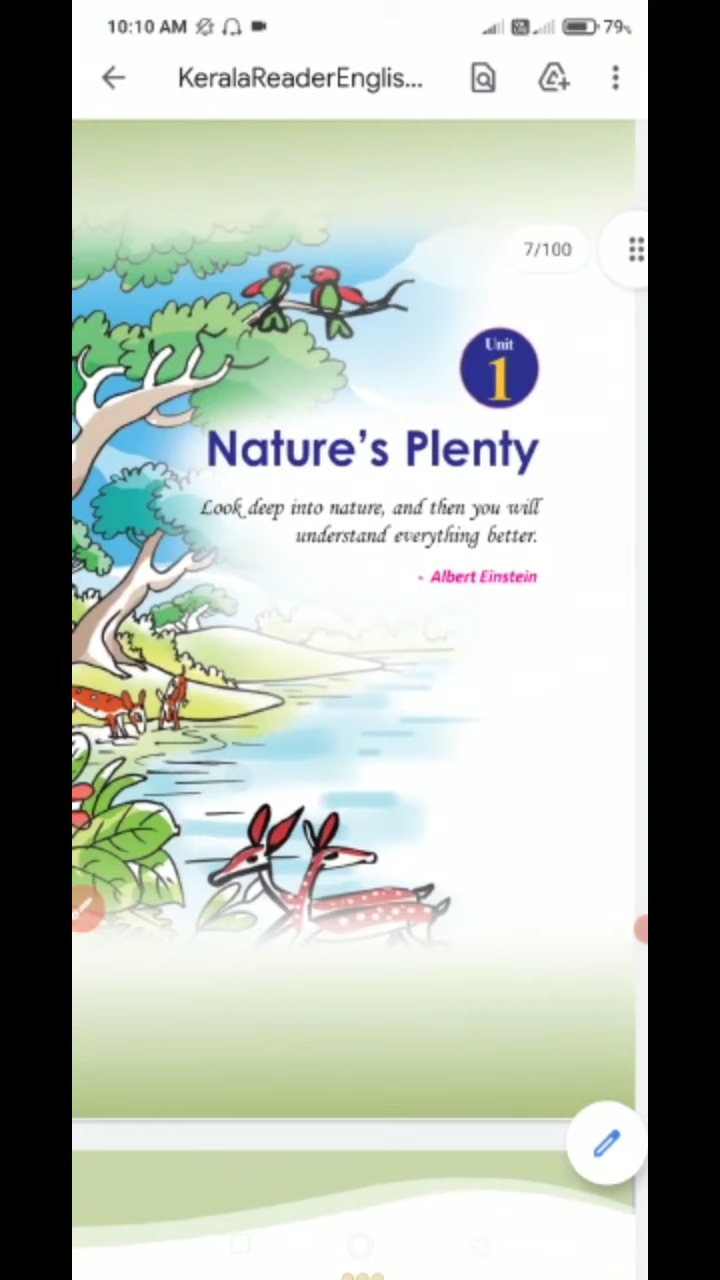 10:10 AM 79%
KeralaReaderEnglis...
7/100
Unit
1
Nature's Plenty
Look deep into nature, and then you will
understand everything better.
- Albert Einstein